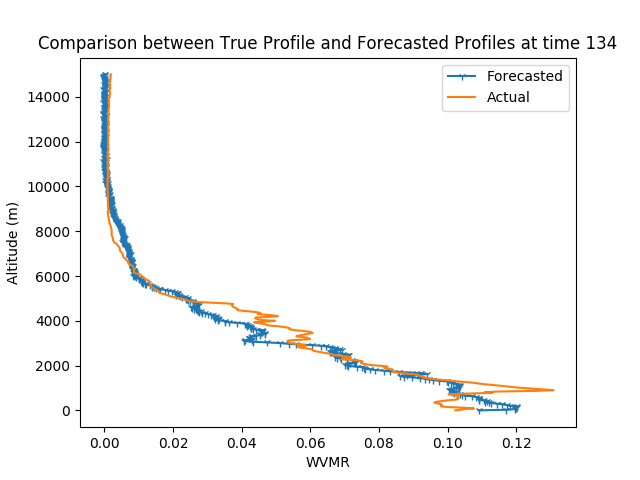 Comparison between True Profile and Forecasted Profiles at time 134
Forecasted
Actual
14000
12000
10000
8000
6000
4000
2000
0
Altitude (m)
0.00 0.02 0.04 0.06 0.08 0.10 0.12
WVMR